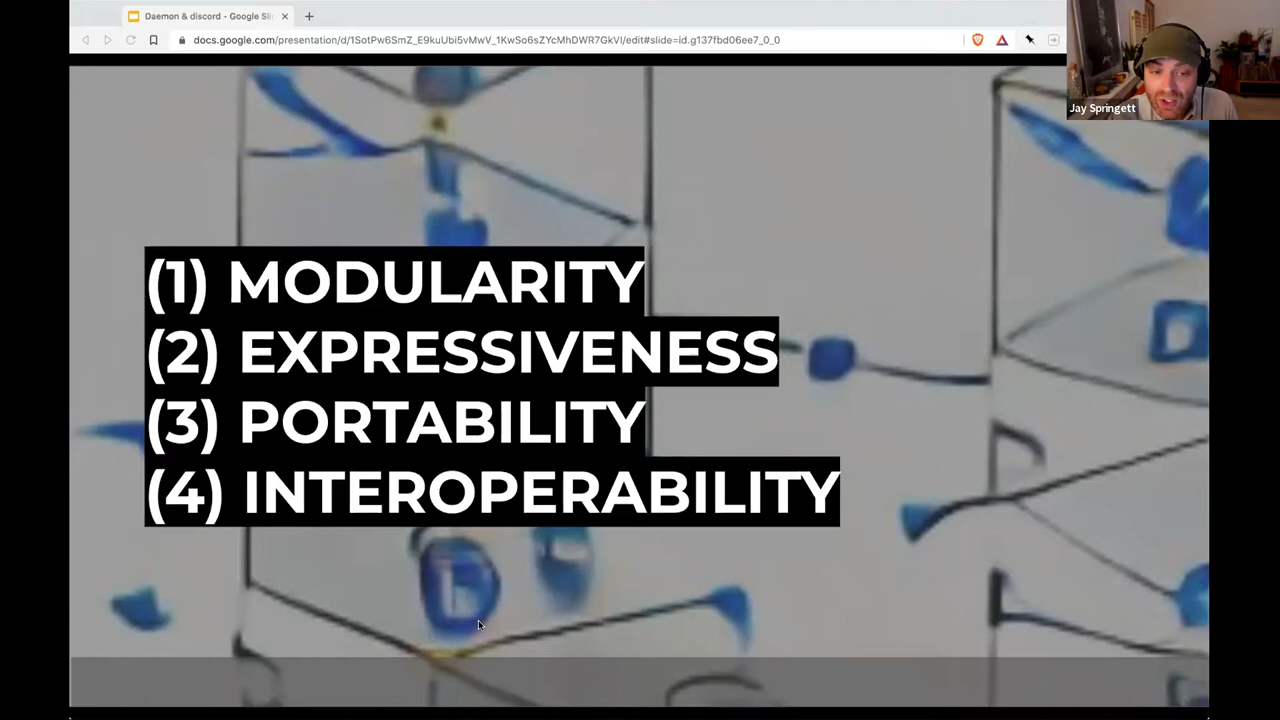 Daemon & discord - Google Sli
docs.google.com/presentation/d/1SotPw6SmZ_E9kuUbi5vMwV_1KwSo6sZYcMhDWR7GkVI/edit#slide=id.g137fbd06ee7_0_0
Jay Springett
(1) MODULARITY
(2) EXPRESSIVENESS
(3) PORTABILITY
(4) INTEROPERABILITY